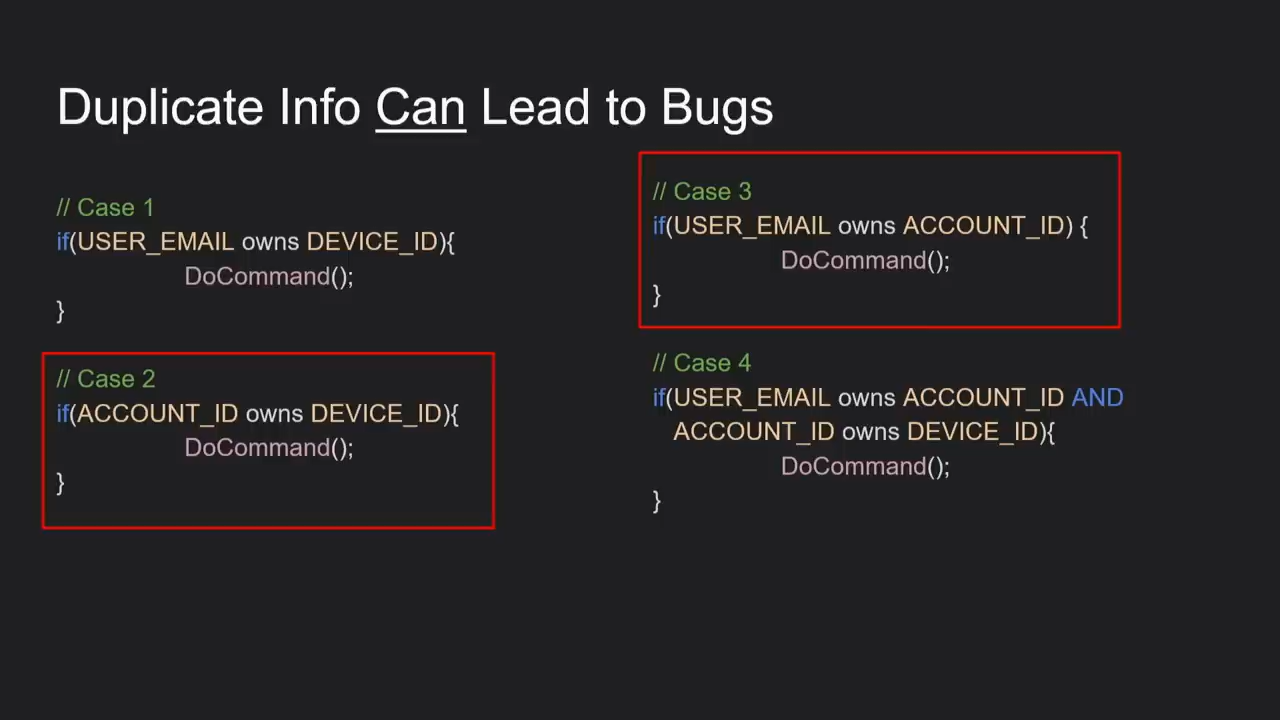 Duplicate Info Can Lead to Bugs
// Case 1
if(USER_EMAIL owns DEVICE_ID){
DoCommand();
}
// Case 2
if(ACCOUNT_ID owns DEVICE_ID){
DoCommand();
}
// Case 3
if(USER_EMAIL owns ACCOUNT_ID) {
DoCommand();
}
// Case 4
if(USER_EMAIL owns ACCOUNT_ID AND
ACCOUNT_ID owns DEVICE_ID){
DoCommand();
}